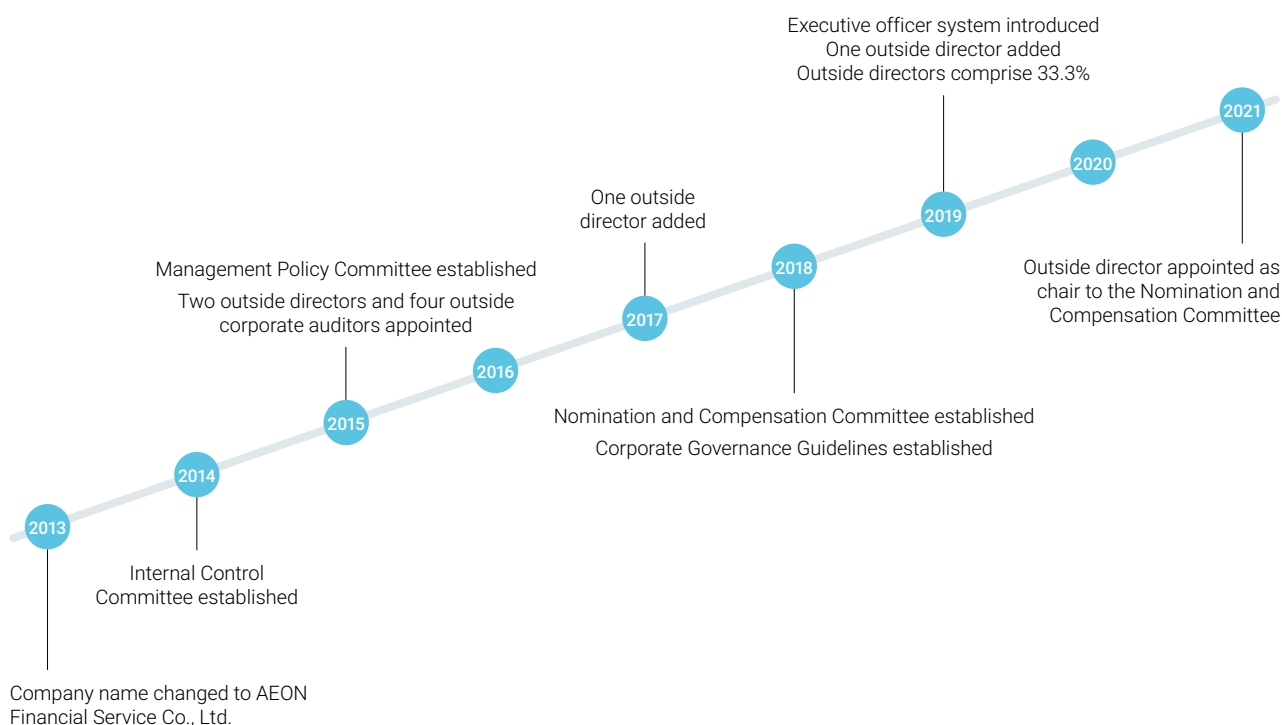 Executive officer system introduced
One outside director added
Outside directors comprise 33.3%
2021
2020
One outside
director added
2019
Management Policy Committee established
Two outside directors and four outside
corporate auditors appointed
2018
Outside director appointed as
chair to the Nomination and
Compensation Committee
2017
2016
Nomination and Compensation Committee established
Corporate Governance Guidelines established
2015
2014
2013
Internal Control
Committee established
Company name changed to AEON
Financial Service Co., Ltd.